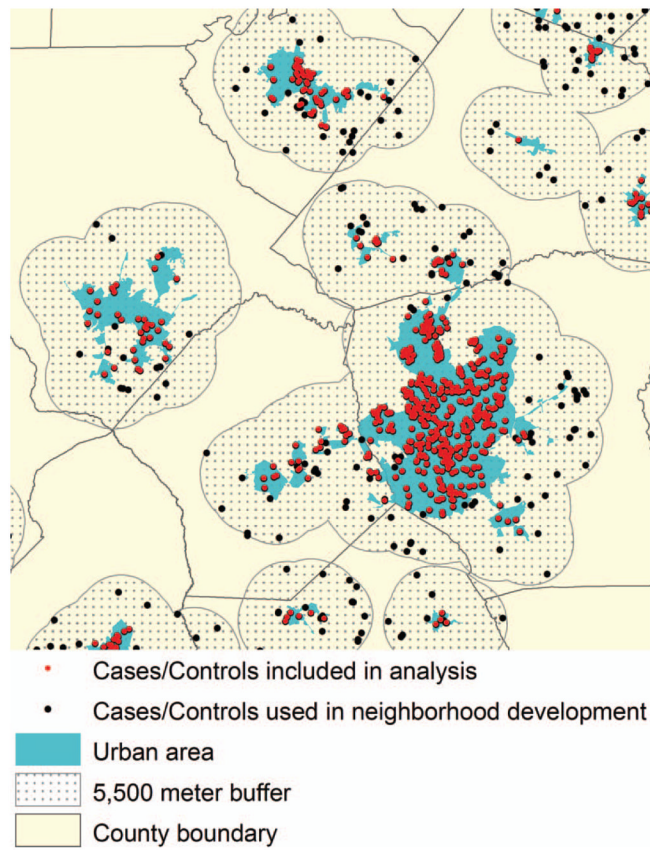 Cases/Controls included in analysis
Cases/Controls used in neighborhood development
Urban area
5,500 meter buffer
County boundary